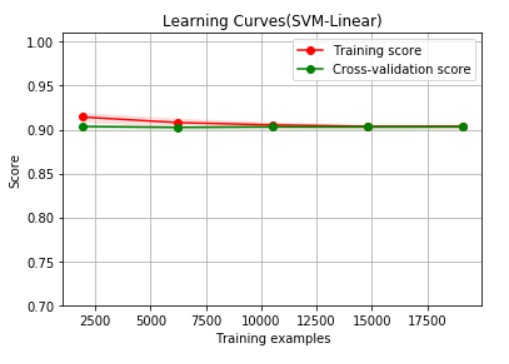 Learning Curves(SVM-Linear)
1.00
0.95
0.90
0.85
0.80
0.75
0.70
Score
Training score
Cross-validation score
2500 5000 7500 10000 12500 15000 17500
Training examples